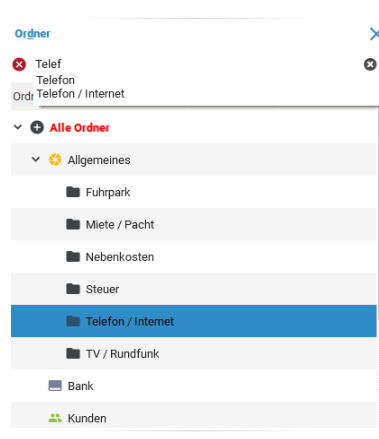 Ordner
Telef
Telefon
Telefon / Internet
Ord
Alle Ordner
Allgemeines
Fuhrpark
Miete / Pacht
Nebenkosten
Steuer
Telefon / Internet
TV / Rundfunk
Bank
Kunden